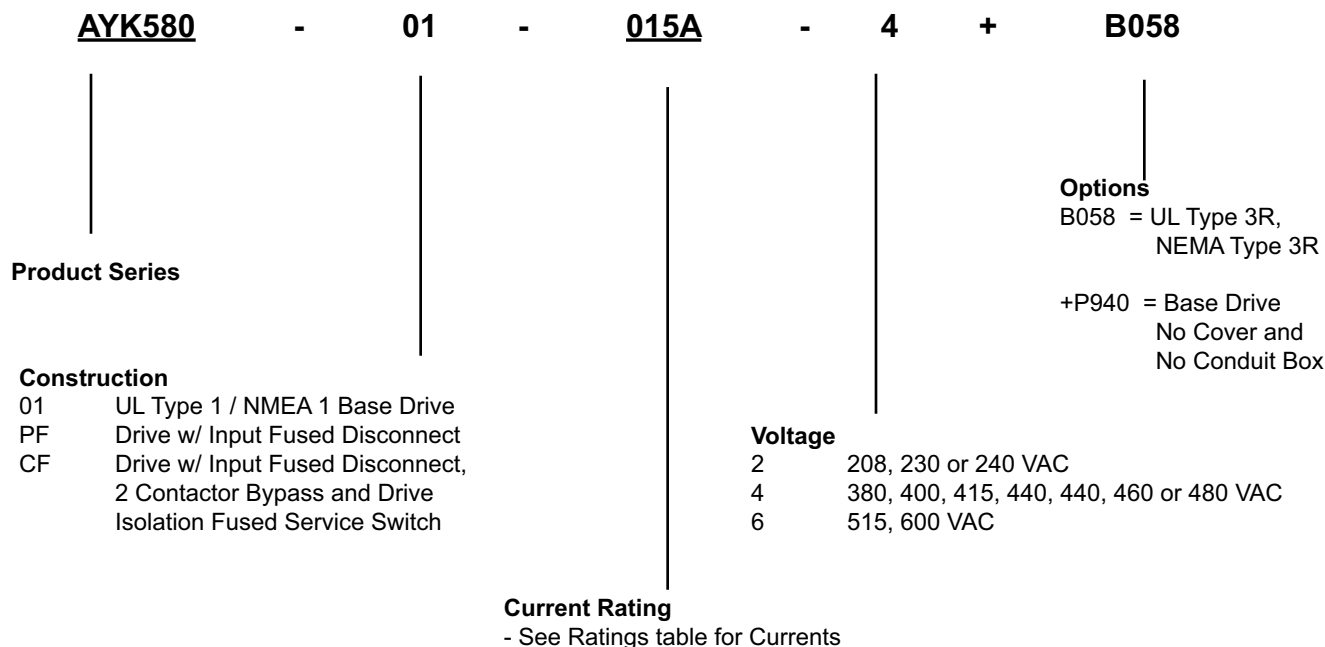 AYK580 - 01 - 015A - 4 + B058
Options
B058 = UL Type 3R,
NEMA Type 3R
Product Series
+P940 = Base Drive
No Cover and
No Conduit Box
Construction
01 UL Type 1 / NMEA 1 Base Drive
PF Drive w/ Input Fused Disconnect
CF Drive w/ Input Fused Disconnect,
2 Contactor Bypass and Drive
Isolation Fused Service Switch
Voltage
2 208, 230 or 240 VAC
4 380, 400, 415, 440, 440, 460 or 480 VAC
6 515, 600 VAC
Current Rating
- See Ratings table for Currents